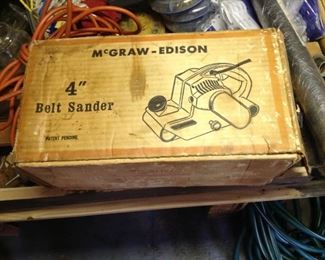 McGRAW-EDISON
4"
Belt Sander
PATENT PENDING